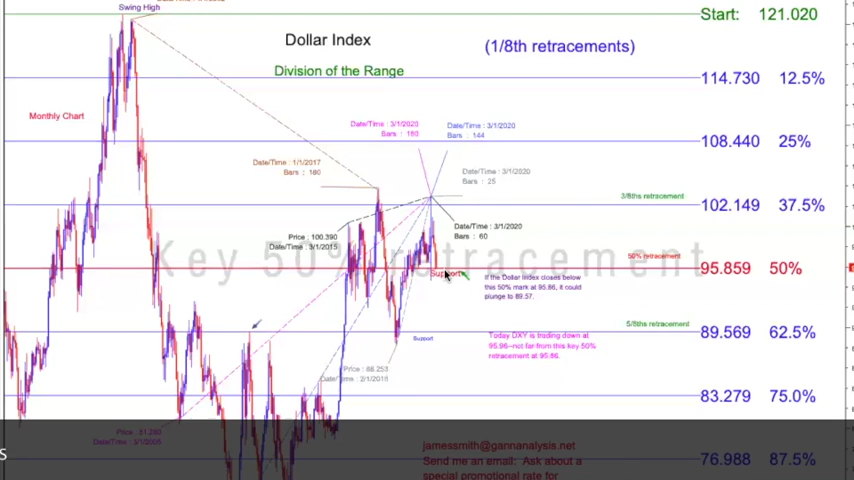 Swing High
Start: 121.020
Dollar Index
(1/8th retracements)
Division of the Range
114.730 12.5%
Monthly Chart
Date/Time : 3/1/2020
Bars : 180
Date/Time : 3/1/2020
Bars : 144
108.440 25%
Date/Time : 1/1/2017
Bars : 180
Date/Time : 3/1/2020
Bars : 25
3/8ths retracement
102.149 37.5%
Date/Time : 3/1/2020
Bars : 60
Price : 100.390
Date/Time : 3/1/2015
Key 50% retracement
50% retracement
95.859 50%
Support
If the Dollar Index closes below
this 50% mark at 95.86, it could
plunge to 89.57.
5/8ths retracement
89.569 62.5%
Support
Today DXY is trading down at
95.96--not far from this key 50%
retracement at 95.86.
Price :
Date/Time : 2/1/2018
83.279 75.0%
Price :
Date/Time :
S
jamessmith@gannanalysis.net
Send me an email: Ask about a
special promotional rate for
76.988 87.5%